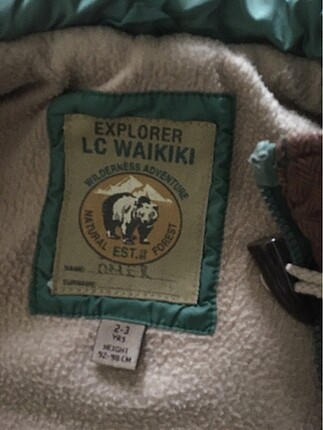 EXPLORER
LC WAIKIKI
WILDERNESS ADVENTURE
NATURAL EST. FOREST
NAME: OMER
SURNAME:
2-3
YRS
HEIGHT
92-98 CM